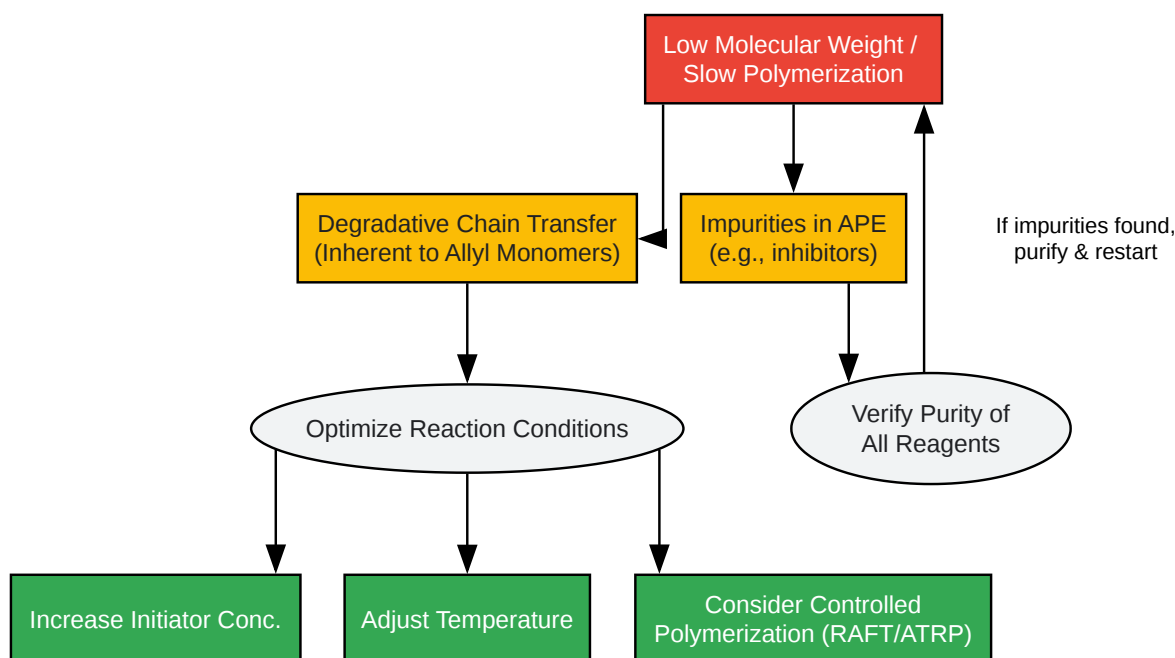 Low Molecular Weight /
Slow Polymerization
Degradative Chain Transfer
(Inherent to Allyl Monomers)
Impurities in APE
(e.g., inhibitors)
If impurities found,
purify & restart
Optimize Reaction Conditions
Verify Purity of
All Reagents
Increase Initiator Conc.
Adjust Temperature
Consider Controlled
Polymerization (RAFT/ATRP)